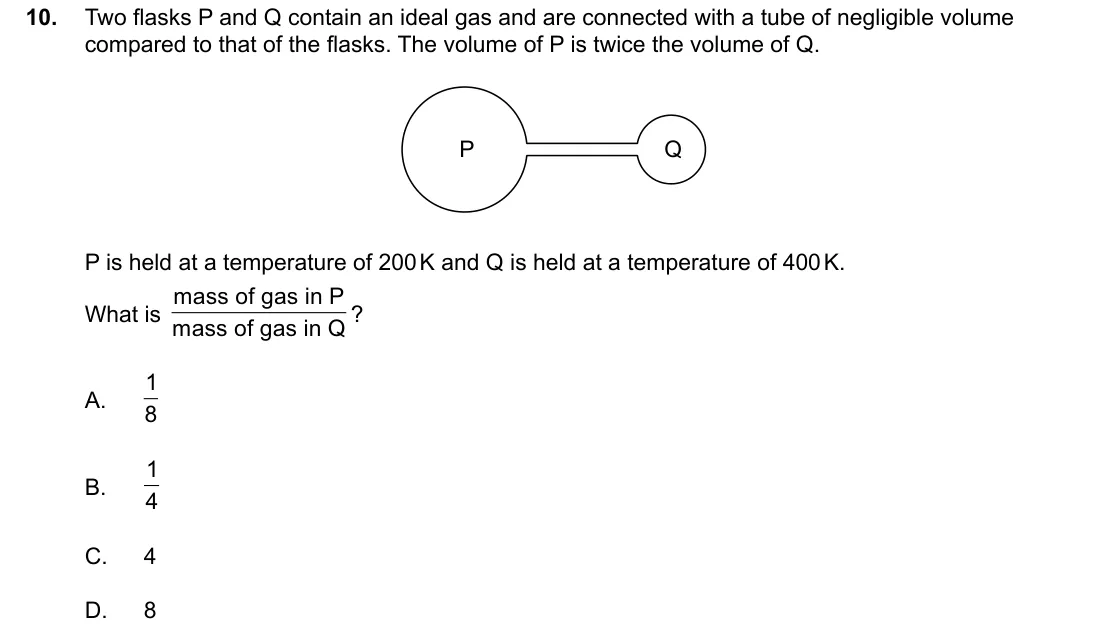 10. Two flasks P and Q contain an ideal gas and are connected with a tube of negligible volume
compared to that of the flasks. The volume of P is twice the volume of Q.
P Q
P is held at a temperature of 200 K and Q is held at a temperature of 400 K.
What is mass of gas in P / mass of gas in Q ?
A. 1/8
B. 1/4
C. 4
D. 8